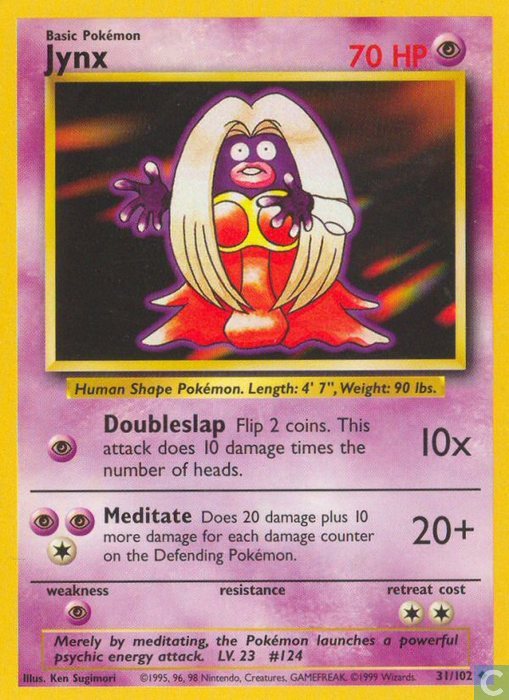 Basic Pokémon
Jynx 70 HP
Human Shape Pokémon. Length: 4' 7", Weight: 90 lbs.
Doubleslap Flip 2 coins. This
attack does 10 damage times the
number of heads.
10x
Meditate Does 20 damage plus 10
more damage for each damage counter
on the Defending Pokémon.
20+
weakness resistance retreat cost
Merely by meditating, the Pokémon launches a powerful
psychic energy attack. LV. 23 #124
Illus. Ken Sugimori ©1995, 96, 98 Nintendo, Creatures, GAMEFREAK. ©1999 Wizards. 31/102
C